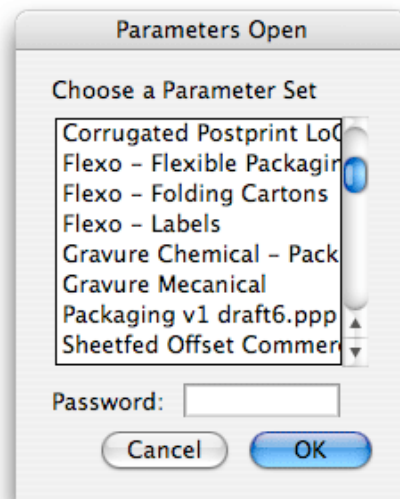 Parameters Open
Choose a Parameter Set
Corrugated Postprint LoC
Flexo – Flexible Packagin
Flexo – Folding Cartons
Flexo – Labels
Gravure Chemical – Pack
Gravure Mecanical
Packaging v1 draft6.ppp
Sheetfed Offset Commer
Password:
Cancel OK